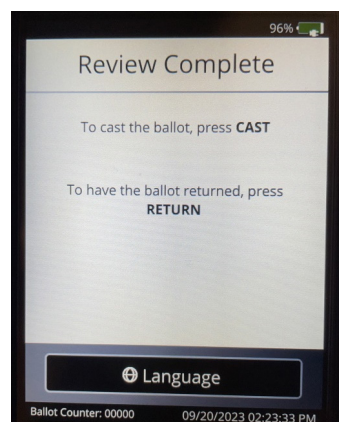 96%
Review Complete
To cast the ballot, press CAST
To have the ballot returned, press
RETURN
Language
Ballot Counter: 00000 09/20/2023 02:23:33 PM